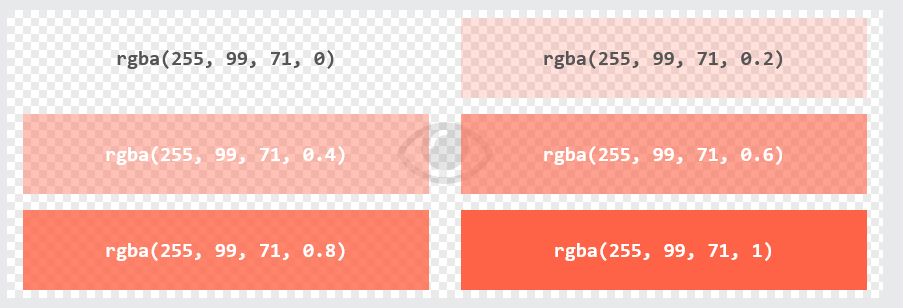 rgba(255, 99, 71, 0)
rgba(255, 99, 71, 0.2)
rgba(255, 99, 71, 0.4)
rgba(255, 99, 71, 0.6)
rgba(255, 99, 71, 0.8)
rgba(255, 99, 71, 1)